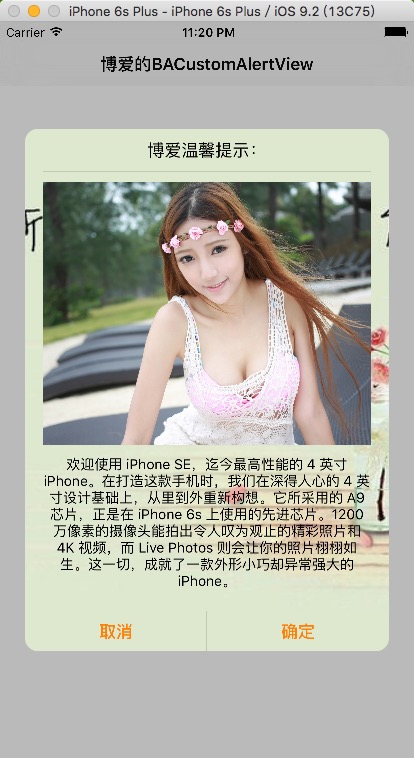 iPhone 6s Plus - iPhone 6s Plus / iOS 9.2 (13C75)
Carrier 11:20 PM
博爱的BACustomAlertView
博爱温馨提示：
欢迎使用 iPhone SE，迄今最高性能的 4 英寸
iPhone。在打造这款手机时，我们在深得人心的 4 英
寸设计基础上，从里到外重新构想。它所采用的 A9
芯片，正是在 iPhone 6s 上使用的先进芯片。1200
万像素的摄像头能拍出令人叹为观止的精彩照片和
4K 视频，而 Live Photos 则会让你的照片栩栩如
生。这一切，成就了一款外形小巧却异常强大的
iPhone。
取消 确定